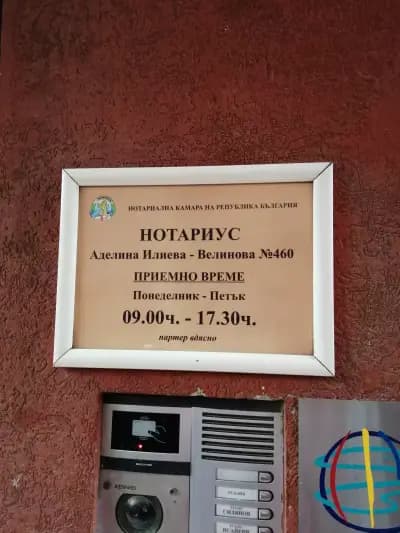 НОТАРИАЛНА КАМАРА НА РЕПУБЛИКА БЪЛГАРИЯ
НОТАРИУС
Аделина Илиева - Велинова №460
ПРИЕМНО ВРЕМЕ
Понеделник - Петък
09.00ч. - 17.30ч.
партер вдясно